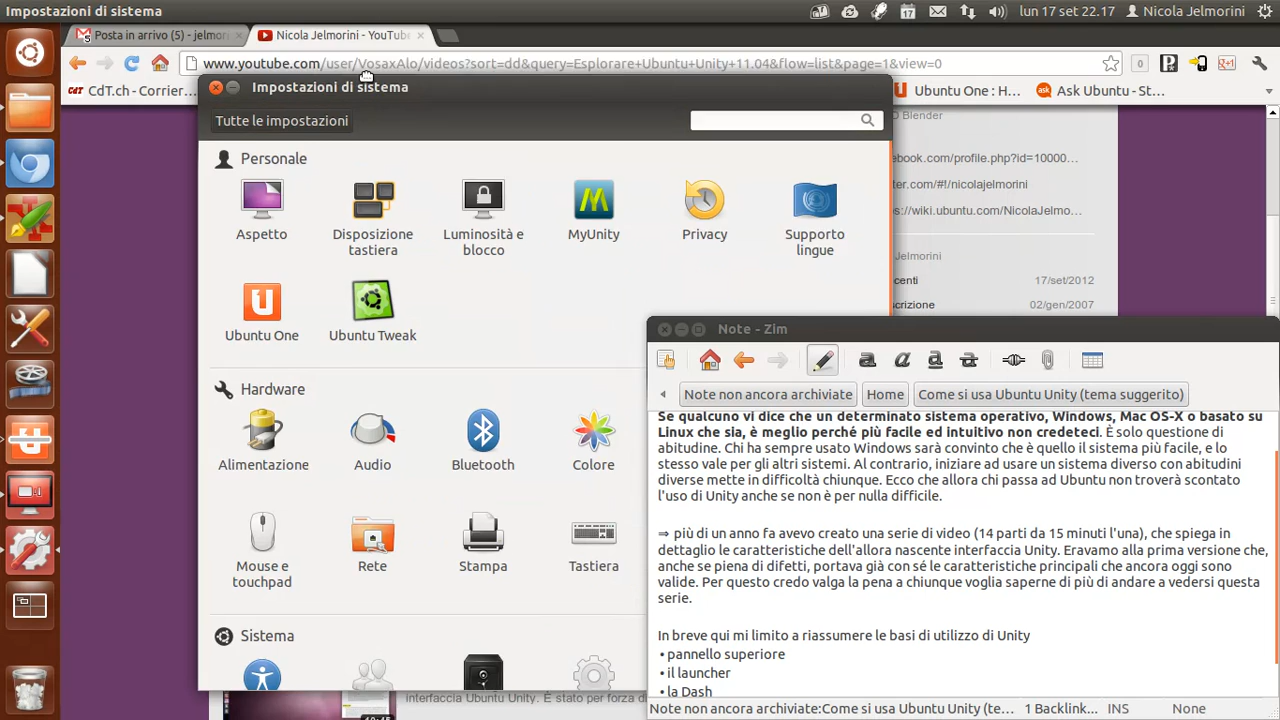 Impostazioni di sistema
17
lun 17 set 22.17
Nicola Jelmorini
Posta in arrivo (5) - jelmor
Nicola Jelmorini - YouTube
www.youtube.com/user/VosaxAlo/videos?sort=dd&query=Esplorare+Ubuntu+Unity+11.04&flow=list&page=1&view=0
0
CdT.ch - Corrier...
Ubuntu One : H...
Ask Ubuntu - St...
Impostazioni di sistema
Tutte le impostazioni
Personale
Aspetto
Disposizione
tastiera
Luminosità e
blocco
MyUnity
Privacy
Supporto
lingue
Ubuntu One
Ubuntu Tweak
Hardware
Alimentazione
Audio
Bluetooth
Colore
Mouse e
touchpad
Rete
Stampa
Tastiera
Sistema
D Blender
ebook.com/profile.php?id=10000...
ter.com/#!/nicolajelmorini
s://wiki.ubuntu.com/NicolaJelmo...
Jelmorini
centi 17/set/2012
scrizione 02/gen/2007
Note - Zim
Note non ancora archiviate
Home
Come si usa Ubuntu Unity (tema suggerito)
Se qualcuno vi dice che un determinato sistema operativo, Windows, Mac OS-X o basato su
Linux che sia, è meglio perché più facile ed intuitivo non credeteci. È solo questione di
abitudine. Chi ha sempre usato Windows sarà convinto che è quello il sistema più facile, e lo
stesso vale per gli altri sistemi. Al contrario, iniziare ad usare un sistema diverso con abitudini
diverse mette in difficoltà chiunque. Ecco che allora chi passa ad Ubuntu non troverà scontato
l'uso di Unity anche se non è per nulla difficile.
⇒ più di un anno fa avevo creato una serie di video (14 parti da 15 minuti l'una), che spiega in
dettaglio le caratteristiche dell'allora nascente interfaccia Unity. Eravamo alla prima versione che,
anche se piena di difetti, portava già con sé le caratteristiche principali che ancora oggi sono
valide. Per questo credo valga la pena a chiunque voglia saperne di più di andare a vedersi questa
serie.
In breve qui mi limito a riassumere le basi di utilizzo di Unity
• pannello superiore
• il launcher
• la Dash
interfaccia Ubuntu Unity. È stato per forza di
Note non ancora archiviate:Come si usa Ubuntu Unity (te...
1 Backlink...
INS
None